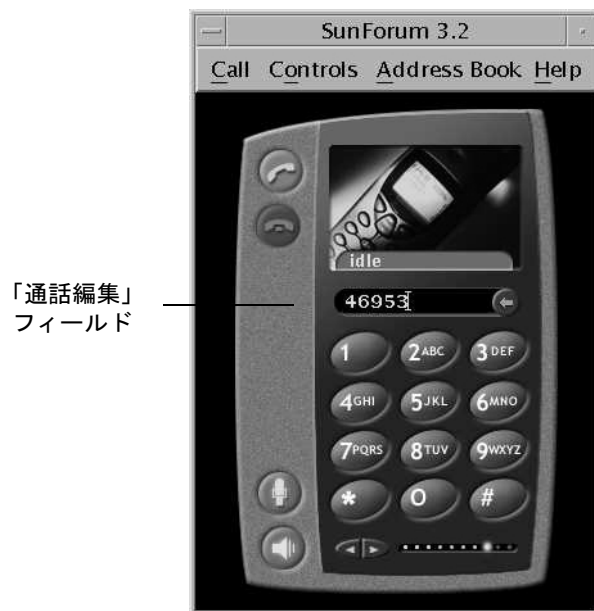 SunForum 3.2
Call Controls Address Book Help
idle
「通話編集」
フィールド
46953
1 2ABC 3DEF
4GHI 5JKL 6MNO
7PQRS 8TUV 9WXYZ
* 0 #